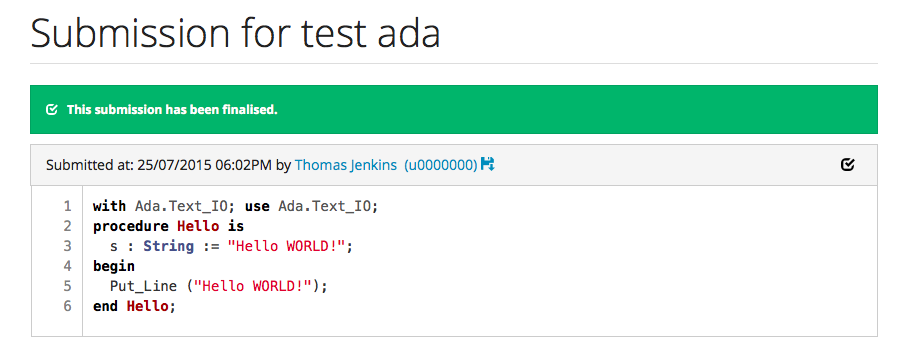 Submission for test ada
This submission has been finalised.
Submitted at: 25/07/2015 06:02PM by Thomas Jenkins (u0000000)
1 with Ada.Text_IO; use Ada.Text_IO;
2 procedure Hello is
3 s : String := "Hello WORLD!";
4 begin
5 Put_Line ("Hello WORLD!");
6 end Hello;